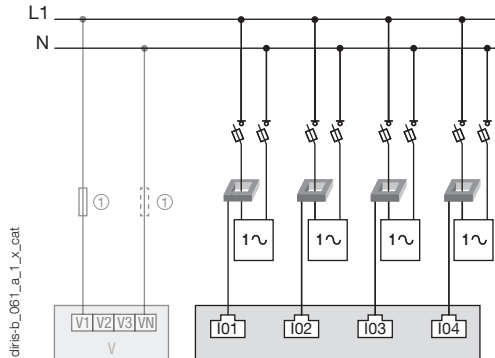 L1
N
① ①
1∿ 1∿ 1∿ 1∿
V1 V2 V3 VN
V
I01 I02 I03 I04
diris-b_061_a_1_x_cat